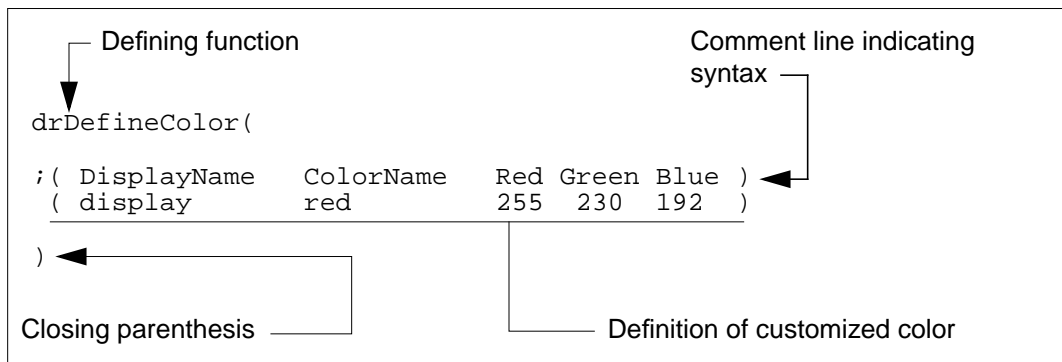 Defining function
Comment line indicating
syntax
drDefineColor(
;( DisplayName ColorName Red Green Blue )
( display red 255 230 192 )
)
Closing parenthesis
Definition of customized color